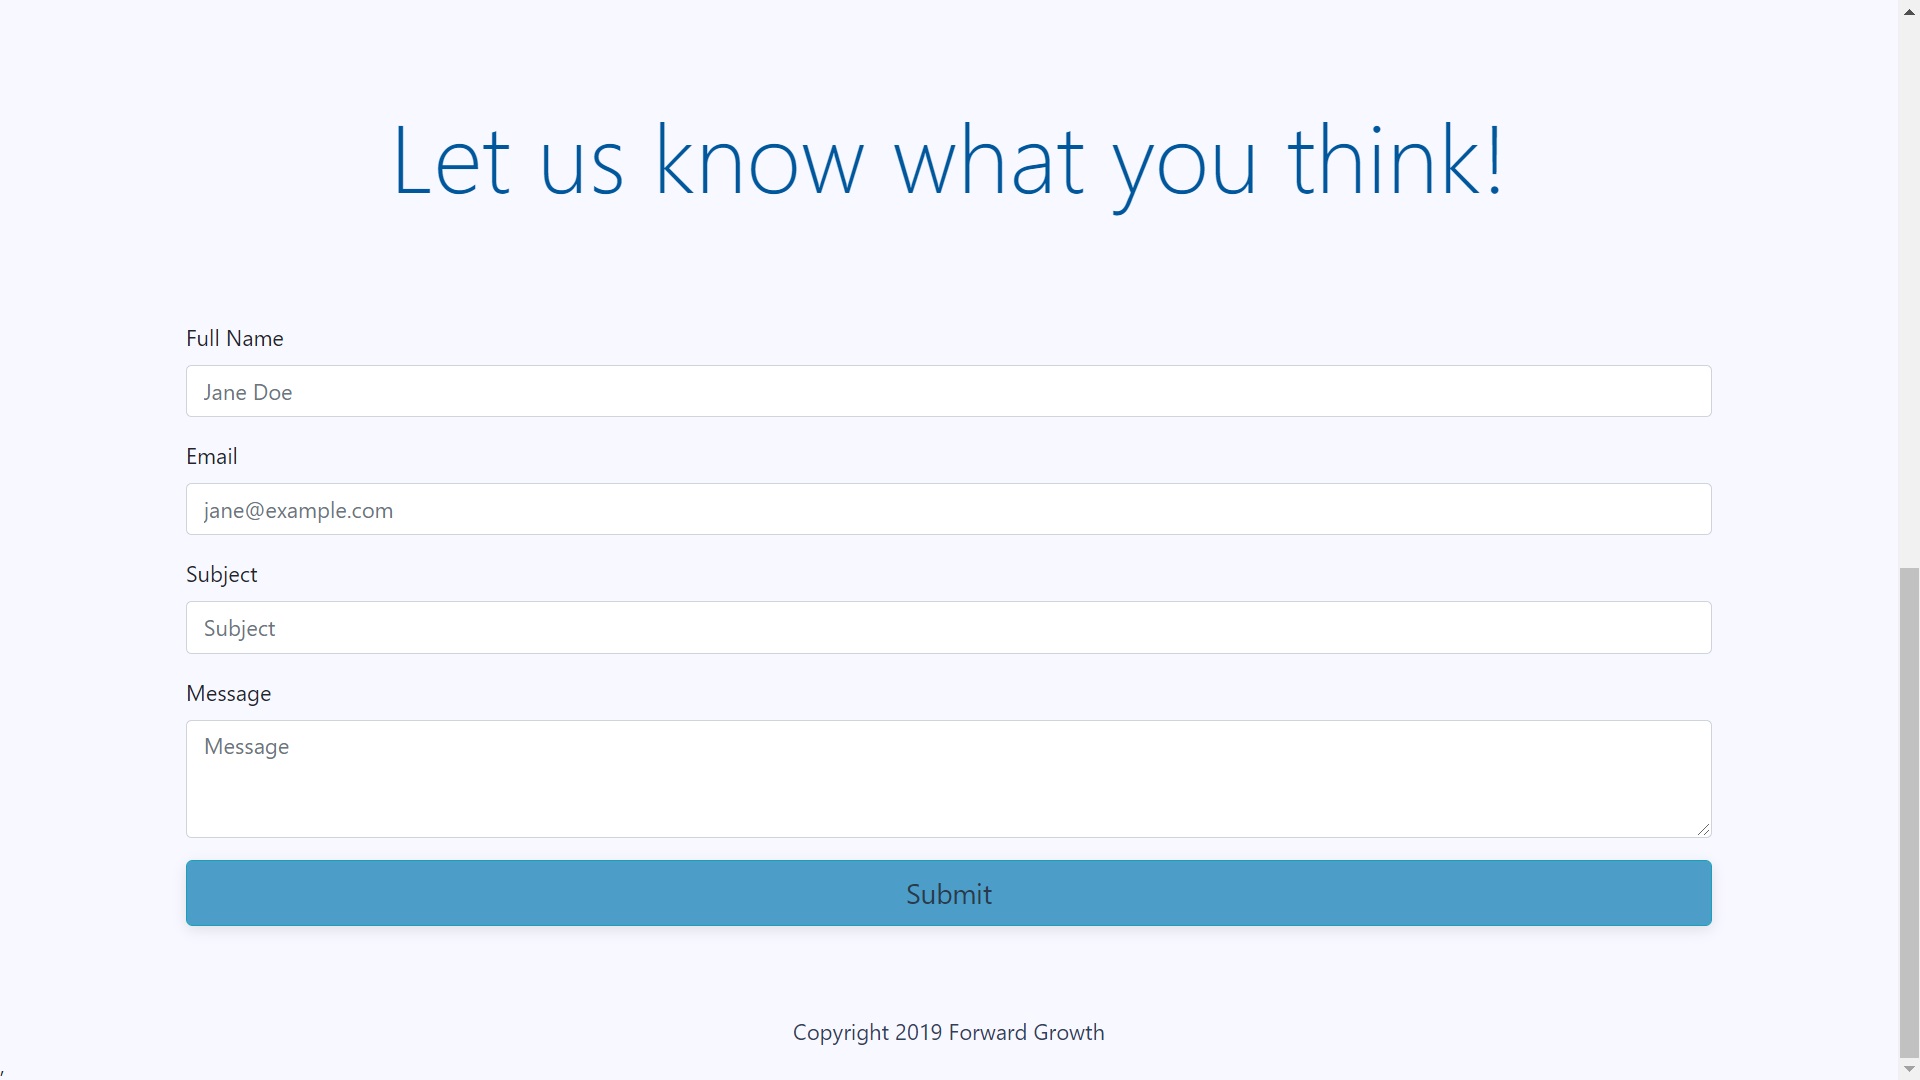 Let us know what you think!
Full Name
Jane Doe
Email
jane@example.com
Subject
Subject
Message
Message
Submit
Copyright 2019 Forward Growth
,